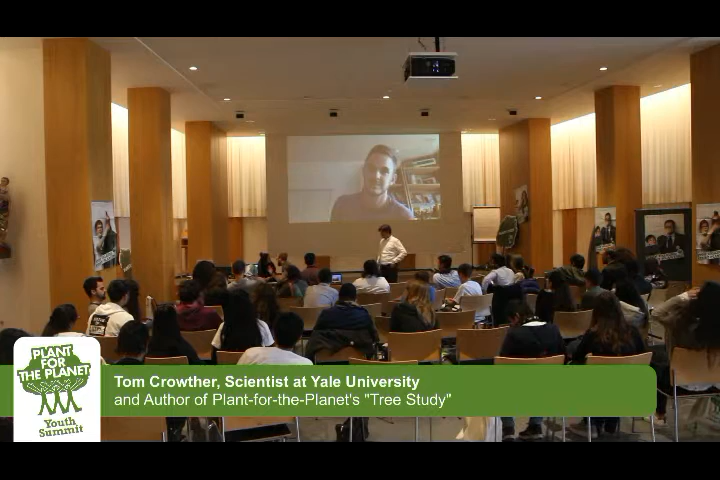 PLANT
FOR
THE PLANET
Youth
Summit
Tom Crowther, Scientist at Yale University
and Author of Plant-for-the-Planet's "Tree Study"